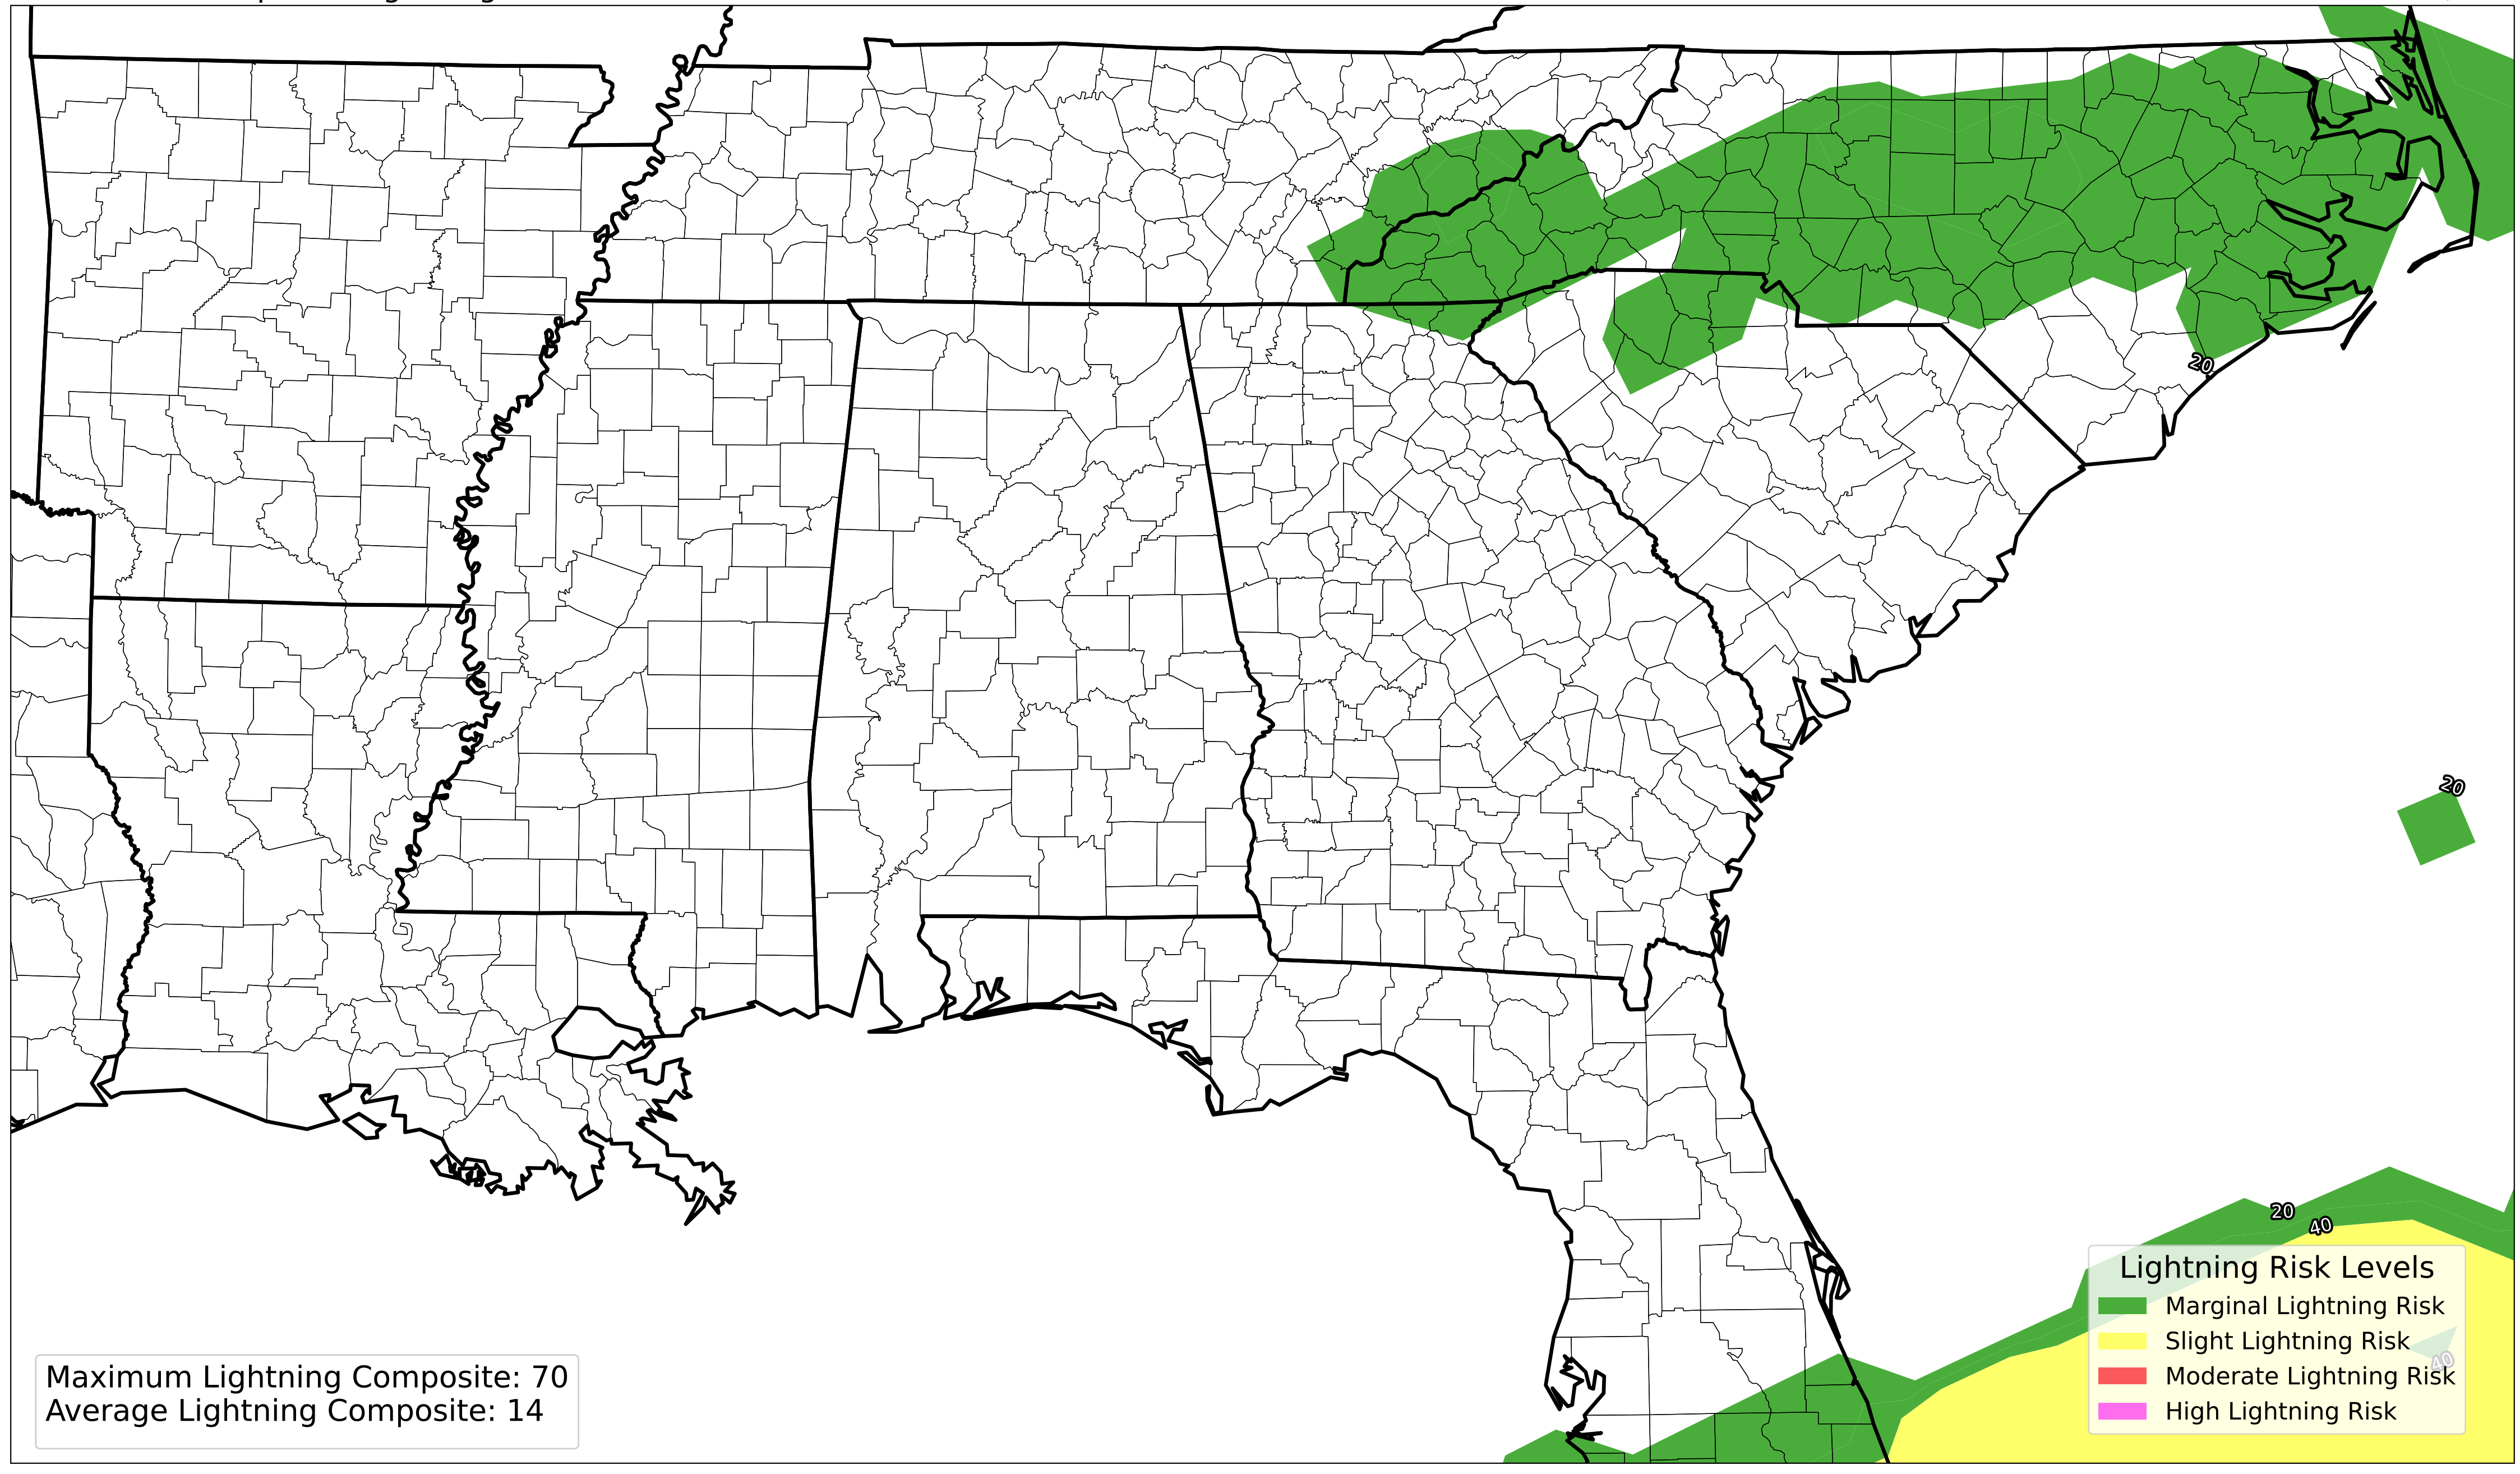 20
20
20
40
Lightning Risk Levels
Marginal Lightning Risk
Slight Lightning Risk
40
Moderate Lightning Risk
High Lightning Risk
Maximum Lightning Composite: 70
Average Lightning Composite: 14